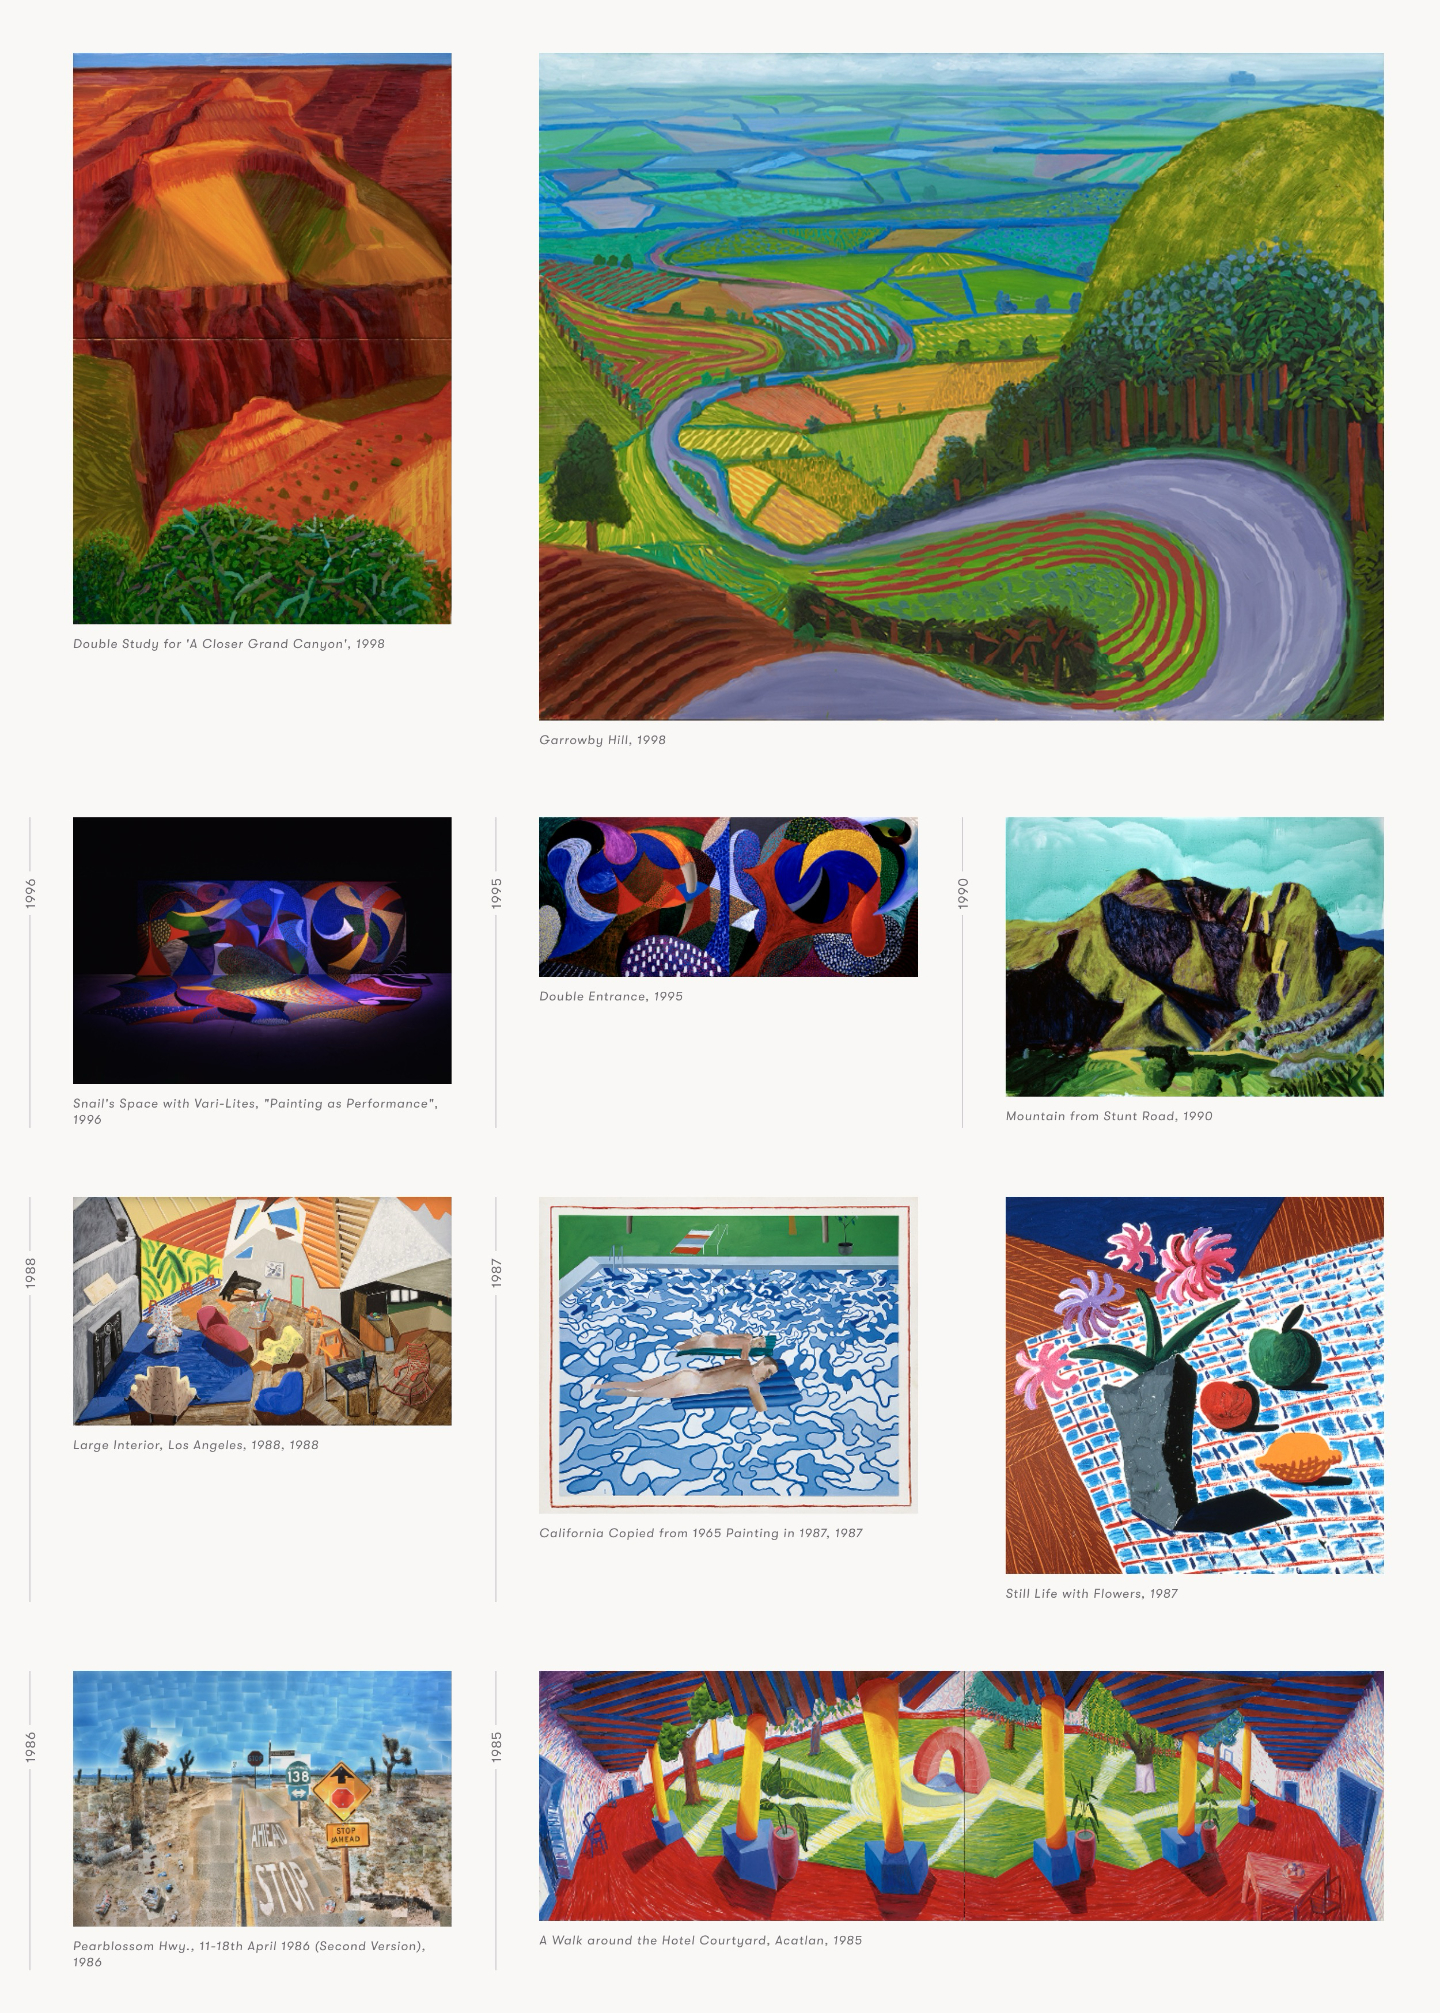 Double Study for 'A Closer Grand Canyon', 1998
Garrowby Hill, 1998
1996
Snail's Space with Vari-Lites, "Painting as Performance",
1996
1995
Double Entrance, 1995
1990
Mountain from Stunt Road, 1990
1988
Large Interior, Los Angeles, 1988, 1988
1987
California Copied from 1965 Painting in 1987, 1987
Still Life with Flowers, 1987
1986
138
STOP
AHEAD
AHEAD
STOP
Pearblossom Hwy., 11-18th April 1986 (Second Version),
1986
1985
A Walk around the Hotel Courtyard, Acatlan, 1985